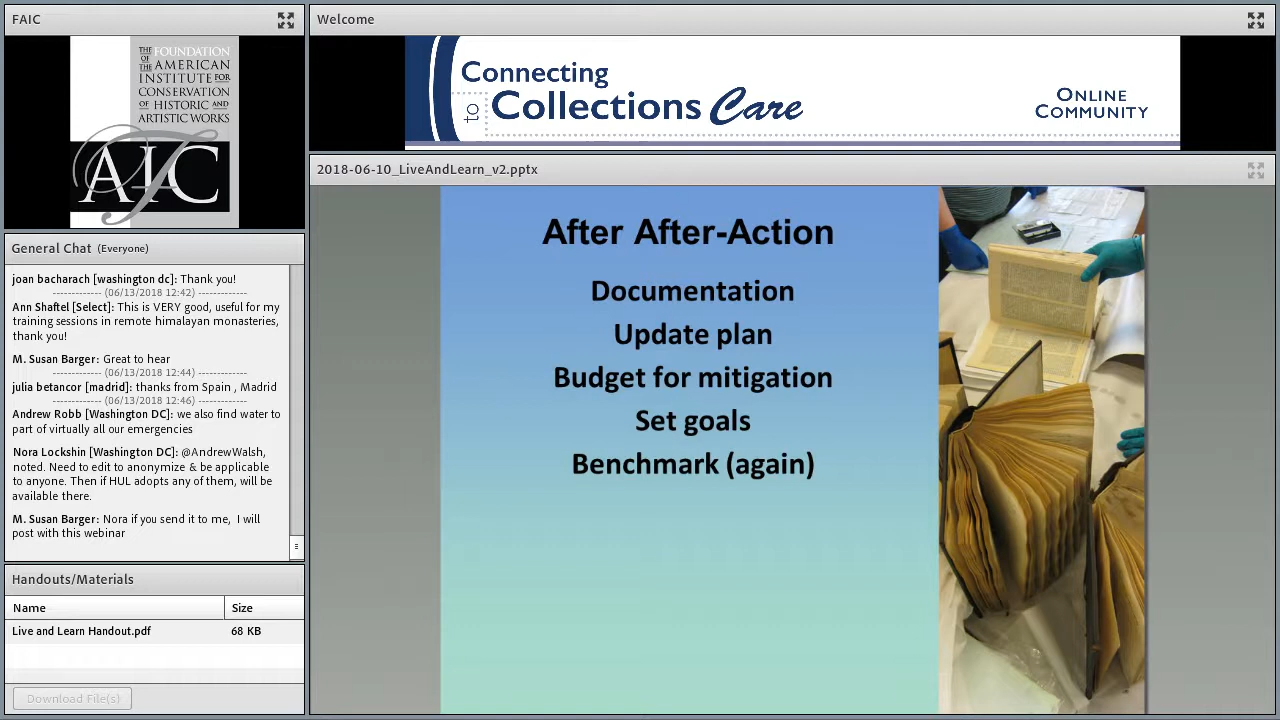 FAIC
THE FOUNDATION
OF THE AMERICAN
INSTITUTE FOR
CONSERVATION
OF HISTORIC AND
ARTISTIC WORKS
AIC
Welcome
Connecting
to Collections Care
ONLINE
COMMUNITY
General Chat (Everyone)
joan bacharach [washington dc]: Thank you!
------------ (06/13/2018 12:42) ------------
Ann Shaftel [Select]: This is VERY good, useful for my
training sessions in remote himalayan monasteries,
thank you!
M. Susan Barger: Great to hear
------------ (06/13/2018 12:44) ------------
julia betancor [madrid]: thanks from Spain , Madrid
------------ (06/13/2018 12:46) ------------
Andrew Robb [Washington DC]: we also find water to
part of virtually all our emergencies
Nora Lockshin [Washington DC]: @AndrewWalsh,
noted. Need to edit to anonymize & be applicable
to anyone. Then if HUL adopts any of them, will be
available there.
M. Susan Barger: Nora if you send it to me, I will
post with this webinar
Handouts/Materials
Name Size
Live and Learn Handout.pdf 68 KB
Download File(s)
2018-06-10_LiveAndLearn_v2.pptx
After After-Action
Documentation
Update plan
Budget for mitigation
Set goals
Benchmark (again)